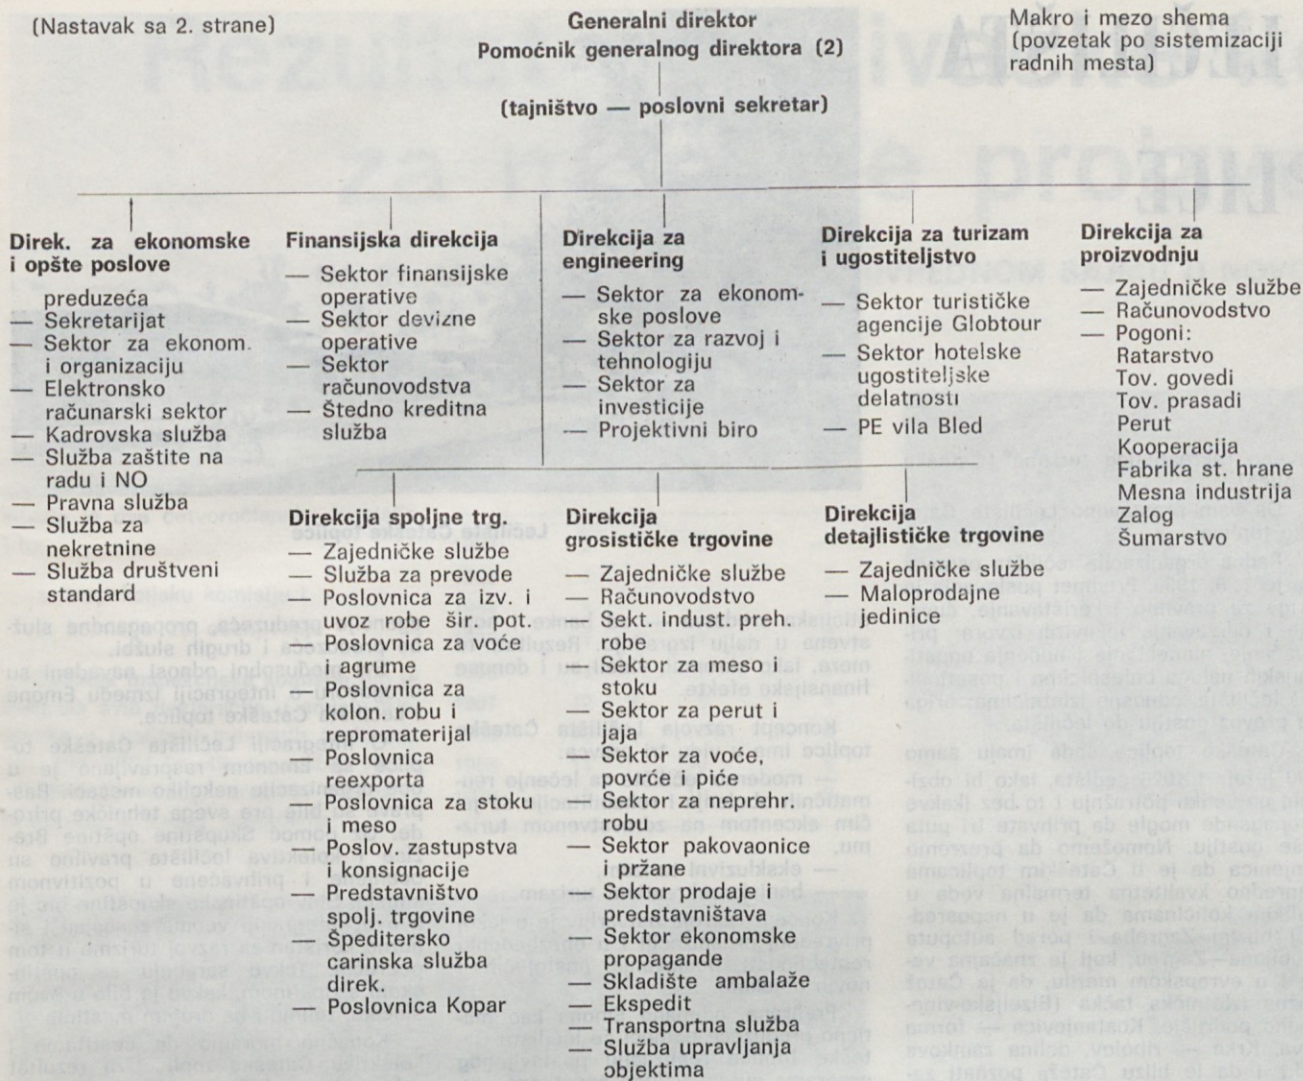 (Nastavak sa 2. strane)
Generalni direktor
Pomoćnik generalnog direktora (2)
(tajništvo — poslovni sekretar)
Makro i mezo shema
(povzetak po sistemizaciji
radnih mesta)
Direk. za ekonomske
i opšte poslove
preduzeća
— Sekretarijat
— Sektor za ekonom.
i organizaciju
— Elektronsko
računarski sektor
— Kadrovska služba
— Služba zaštite na
radu i NO
— Pravna služba
— Služba za
nekretnine
— Služba društveni
standard
Finansijska direkcija
— Sektor finansijske
operative
— Sektor devizne
operative
— Sektor
računovodstva
— Štedno kreditna
služba
Direkcija za
engineering
— Sektor za ekonom-
ske poslove
— Sektor za razvoj i
tehnologiju
— Sektor za
investicije
— Projektivni biro
Direkcija za turizam
i ugostiteljstvo
— Sektor turističke
agencije Globtour
— Sektor hotelske
ugostiteljske
delatnosti
— PE vila Bled
Direkcija za
proizvodnju
— Zajedničke službe
— Računovodstvo
— Pogoni:
Ratarstvo
Tov. govedi
Tov. prasadi
Perut
Kooperacija
Fabrika st. hrane
Mesna industrija
Zalog
Šumarstvo
Direkcija spoljne trg.
— Zajedničke službe
— Služba za prevode
— Poslovnica za izv. i
uvoz robe šir. pot.
— Poslovnica za voće
i agrume
— Poslovnica za
kolon. robu i
repromaterijal
— Poslovnica
reexporta
— Poslovnica za stoku
i meso
— Poslov. zastupstva
i konsignacije
— Predstavništvo
spolj. trgovine
— Špeditersko
carinska služba
direk.
— Poslovnica Kopar
Direkcija
grosističke trgovine
— Zajedničke službe
— Računovodstvo
— Sekt. indust. preh.
robe
— Sektor za meso i
stoku
— Sektor za perut i
jaja
— Sektor za voće,
povrće i piće
— Sektor za neprehr.
robu
— Sektor pakovaonice
i pržane
— Sektor prodaje i
predstavništava
— Sektor ekonomske
propagande
— Skladište ambalaže
— Ekspedit
— Transportna služba
— Služba upravljanja
objektima
Direkcija
detajlističke trgovine
— Zajedničke službe
— Maloprodajne
jedinice